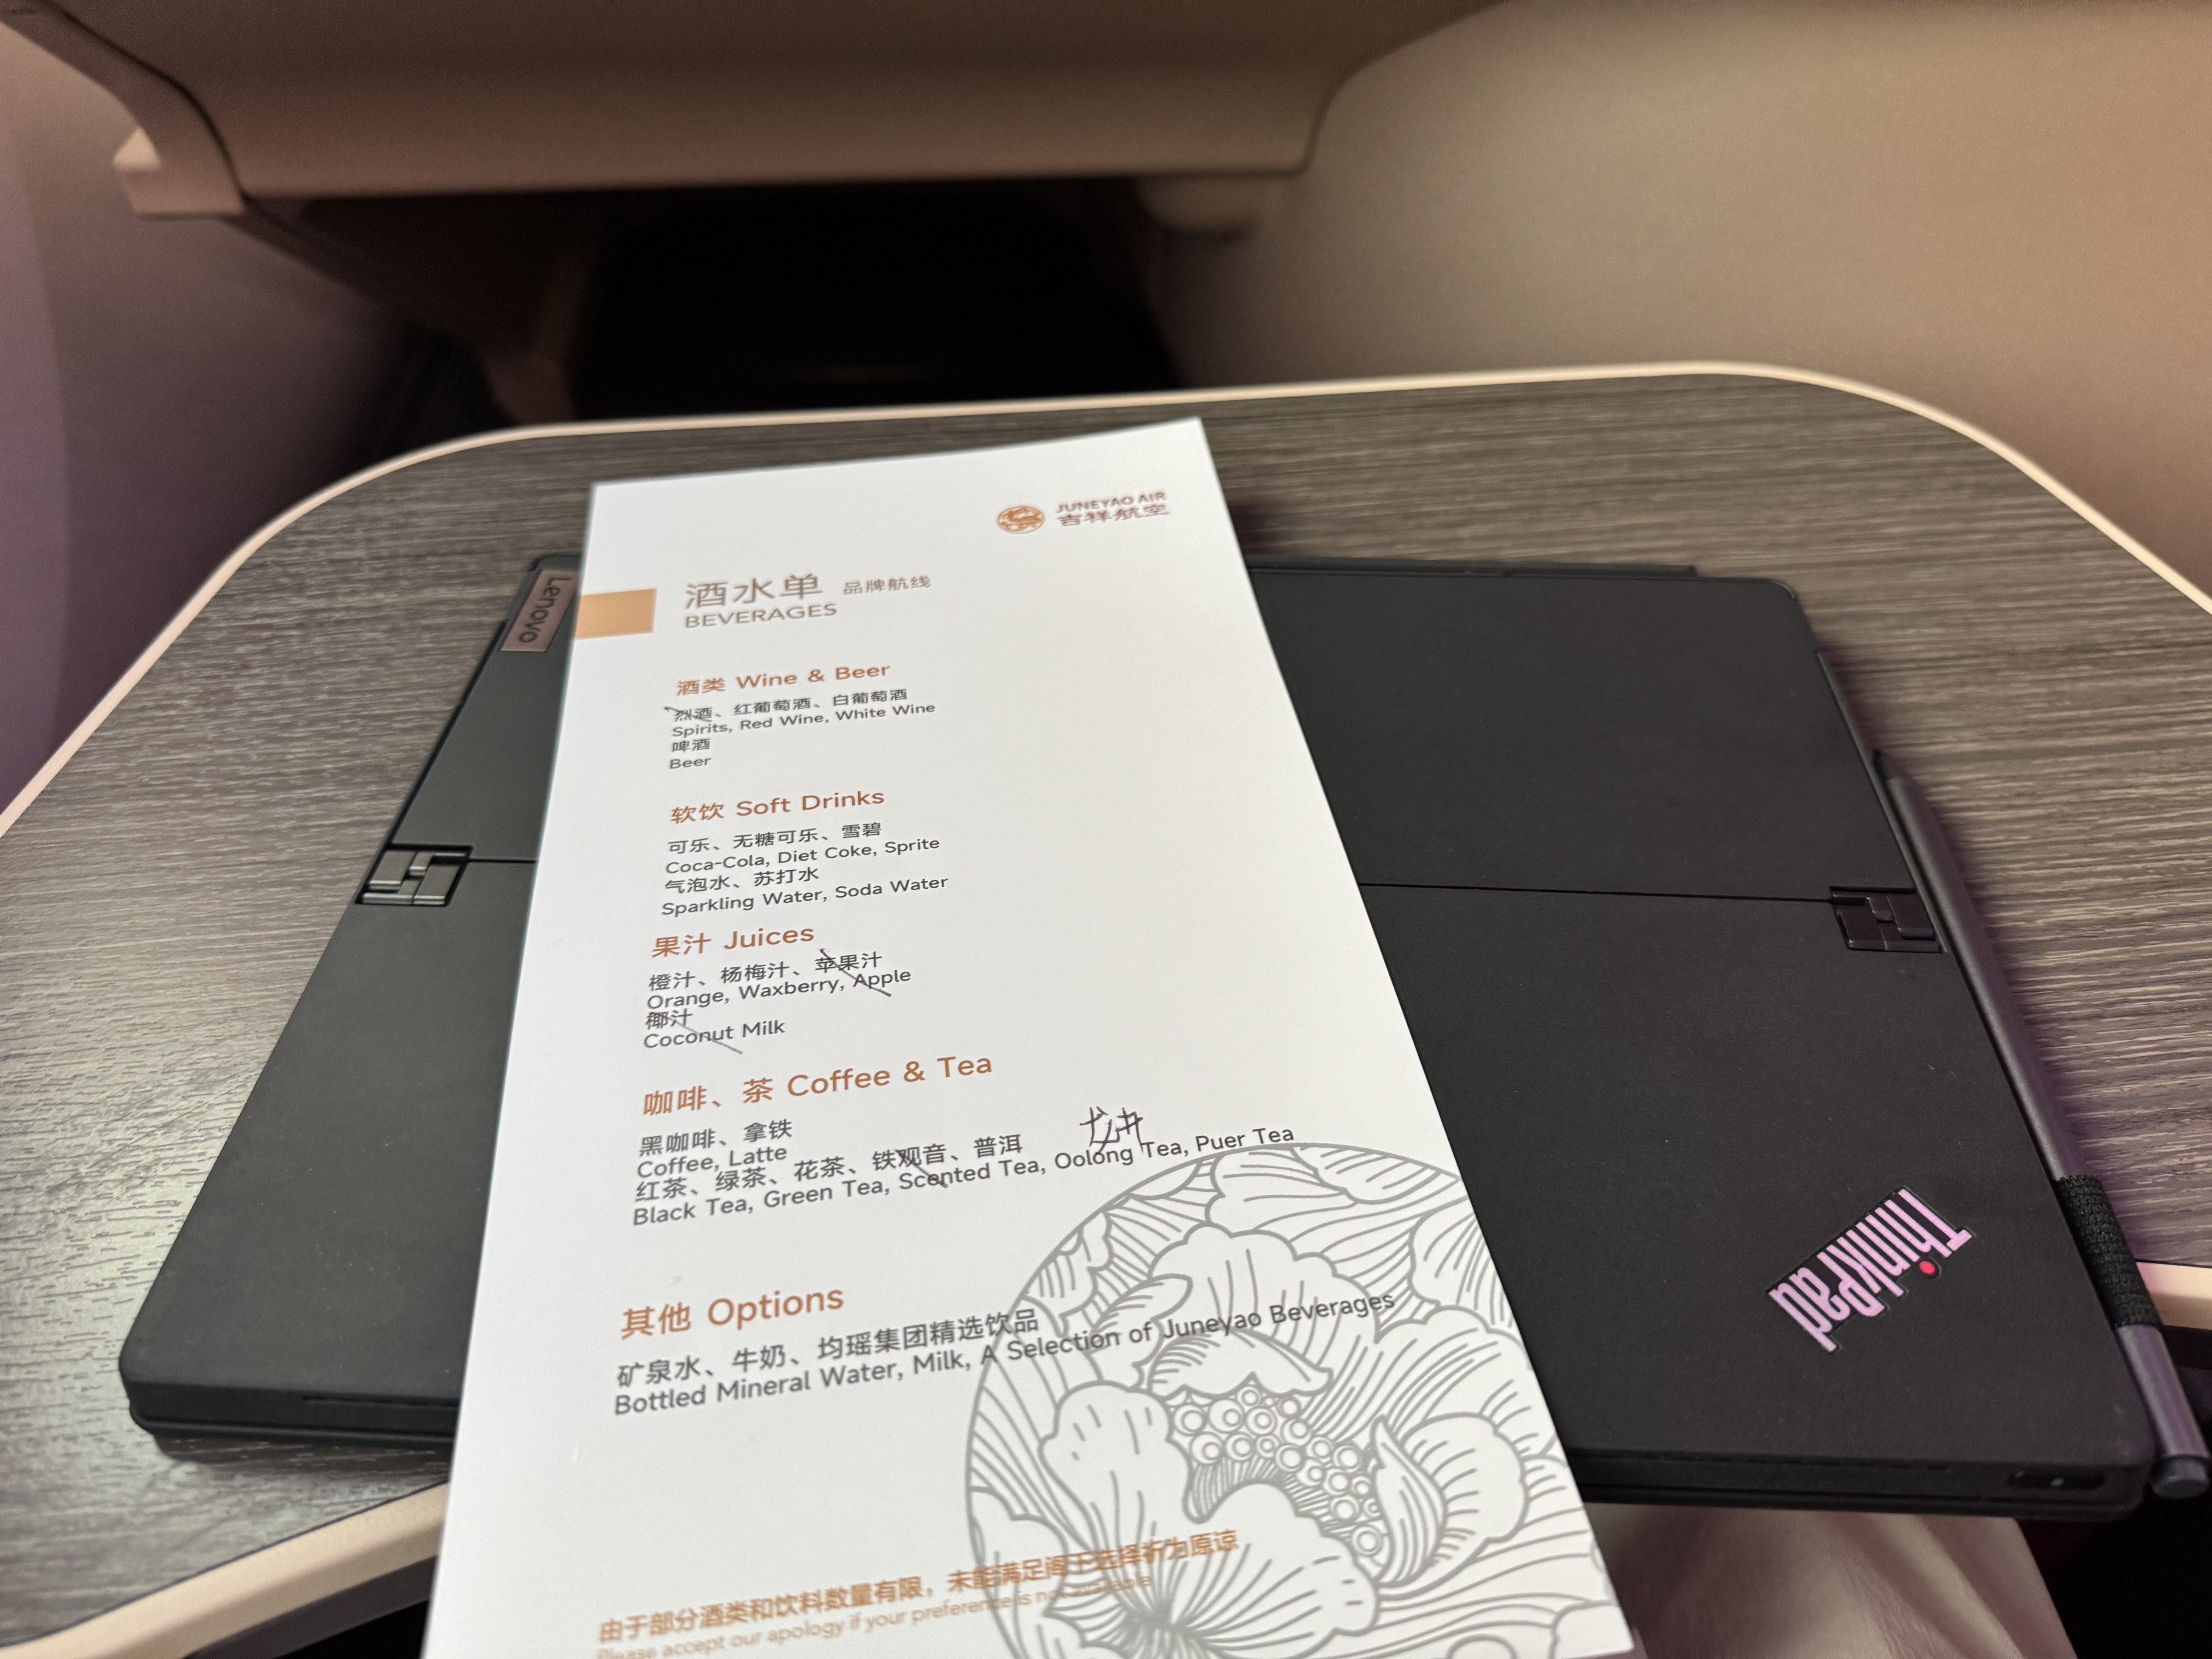 JUNEYAO AIR
吉祥航空
Lenovo
酒水单 品牌航线
BEVERAGES
酒类 Wine & Beer
烈酒、红葡萄酒、白葡萄酒
Spirits, Red Wine, White Wine
啤酒
Beer
软饮 Soft Drinks
可乐、无糖可乐、雪碧
Coca-Cola, Diet Coke, Sprite
气泡水、苏打水
Sparkling Water, Soda Water
果汁 Juices
橙汁、杨梅汁、苹果汁
Orange, Waxberry, Apple
椰汁
Coconut Milk
咖啡、茶 Coffee & Tea
黑咖啡、拿铁
Coffee, Latte
龙井
红茶、绿茶、花茶、铁观音、普洱
Black Tea, Green Tea, Scented Tea, Oolong Tea, Puer Tea
其他 Options
矿泉水、牛奶、均瑶集团精选饮品
Bottled Mineral Water, Milk, A Selection of Juneyao Beverages
由于部分酒类和饮料数量有限，未能满足阁下选择祈为原谅
Please accept our apology if your preference is not available
ThinkPad